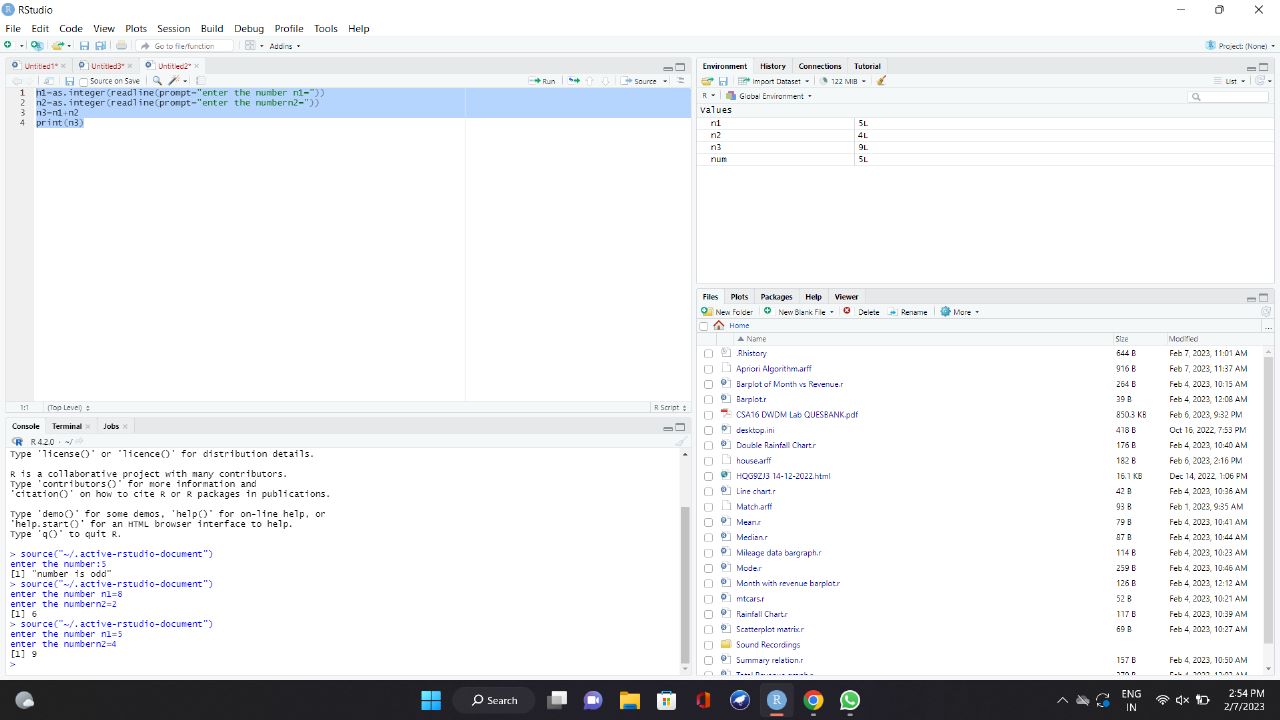 RStudio
File Edit Code View Plots Session Build Debug Profile Tools Help
Go to file/function Addins Project: (None)
Untitled1* Untitled3* Untitled2*
Source on Save Run Source
1 n1=as.integer(readline(prompt="enter the number n1="))
2 n2=as.integer(readline(prompt="enter the numbern2="))
3 n3=n1+n2
4 print(n3)
1:1 (Top Level) R Script
Console Terminal Jobs
R 4.2.0 · ~/
Type 'license()' or 'licence()' for distribution details.
R is a collaborative project with many contributors.
Type 'contributors()' for more information and
'citation()' on how to cite R or R packages in publications.
Type 'demo()' for some demos, 'help()' for on-line help, or
'help.start()' for an HTML browser interface to help.
Type 'q()' to quit R.
> source("~/.active-rstudio-document")
enter the number:5
[1] "number is odd"
> source("~/.active-rstudio-document")
enter the number n1=8
enter the numbern2=2
[1] 6
> source("~/.active-rstudio-document")
enter the number n1=5
enter the numbern2=4
[1] 9
>
Environment History Connections Tutorial
Import Dataset 122 MiB List
R Global Environment
Values
n1 5L
n2 4L
n3 9L
num 5L
Files Plots Packages Help Viewer
New Folder New Blank File Delete Rename More
Home ...
Name Size Modified
.Rhistory 644 B Feb 7, 2023, 11:01 AM
Apriori Algorithm.arff 916 B Feb 7, 2023, 11:37 AM
Barplot of Month vs Revenue.r 264 B Feb 4, 2023, 10:15 AM
Barplot.r 39 B Feb 4, 2023, 12:08 AM
CSA16 DWDM Lab QUESBANK.pdf 850.3 KB Feb 6, 2023, 9:32 PM
desktop.ini 418 B Oct 16, 2022, 7:53 PM
Double Rainfall Chart.r 176 B Feb 4, 2023, 10:40 AM
house.arff 182 B Feb 6, 2023, 2:16 PM
HQG9ZJ3 14-12-2022.html 16.1 KB Dec 14, 2022, 1:06 PM
Line chart.r 42 B Feb 4, 2023, 10:36 AM
Match.arff 93 B Feb 1, 2023, 9:35 AM
Mean.r 79 B Feb 4, 2023, 10:41 AM
Median.r 87 B Feb 4, 2023, 10:44 AM
Mileage data bargraph.r 114 B Feb 4, 2023, 10:23 AM
Mode.r 259 B Feb 4, 2023, 10:46 AM
Month with revenue barplot.r 126 B Feb 4, 2023, 12:12 AM
mtcars.r 52 B Feb 4, 2023, 10:21 AM
Rainfall Chart.r 117 B Feb 4, 2023, 10:39 AM
Scatterplot matrix.r 69 B Feb 4, 2023, 10:27 AM
Sound Recordings
Summary relation.r 157 B Feb 4, 2023, 10:50 AM
Search
ENG
IN
2:54 PM
2/7/2023